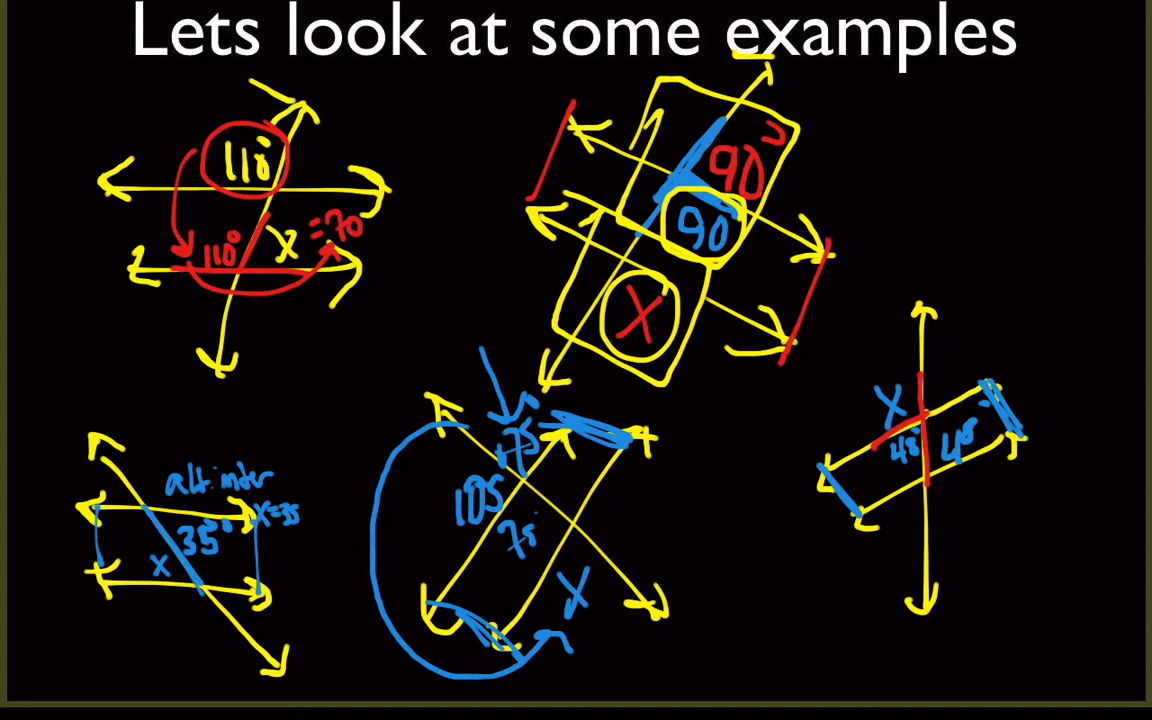 Lets look at some examples
110°
110°
X
=70
90
90
X
alt. inter
X=35
35°
X
75
105
75°
X
X
48°
48